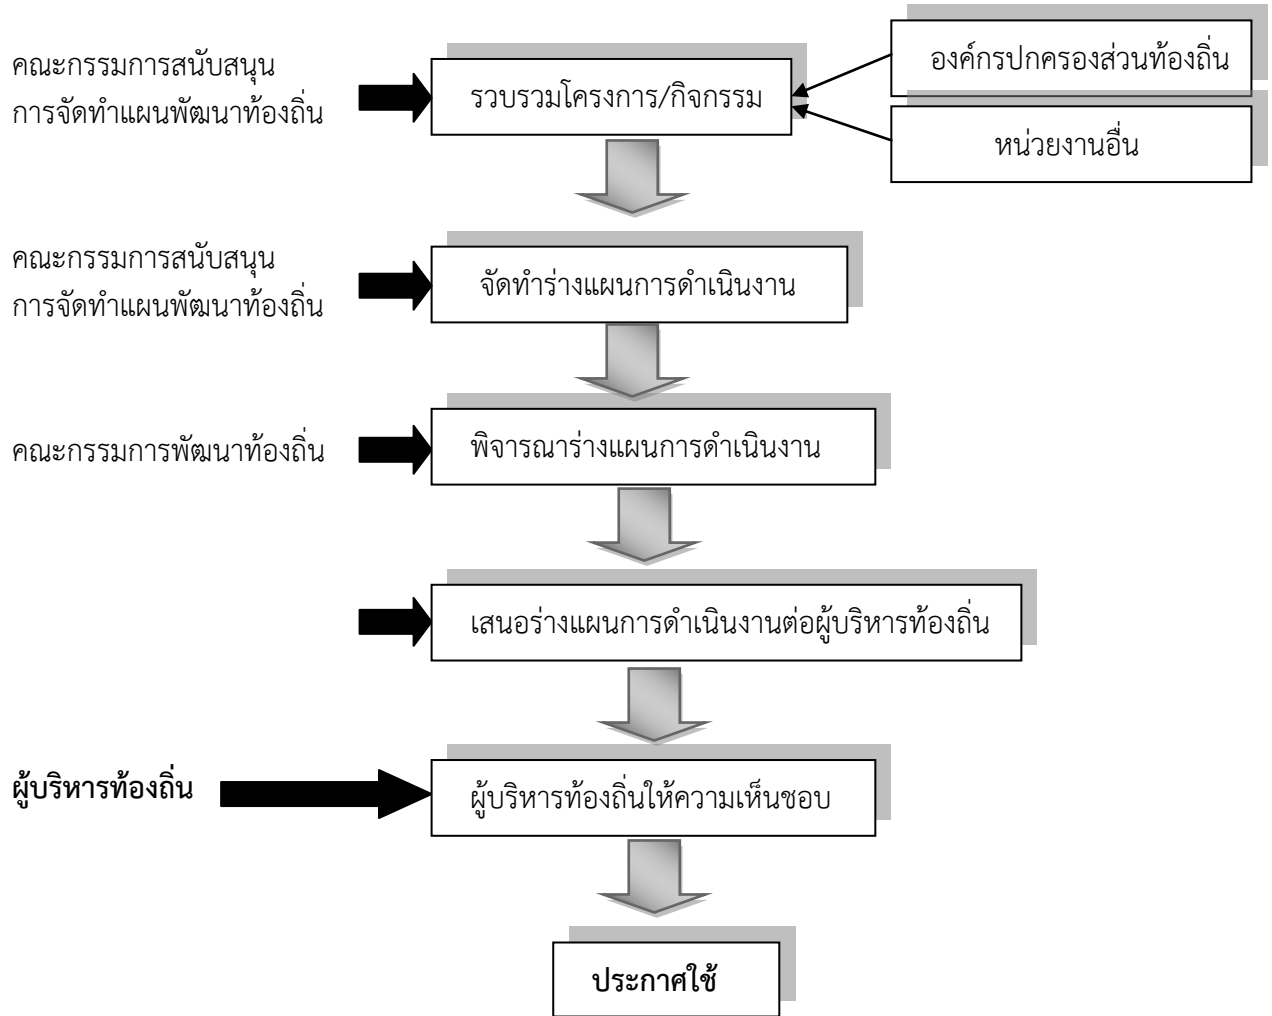 คณะกรรมการสนับสนุน
การจัดทำแผนพัฒนาท้องถิ่น
รวบรวมโครงการ/กิจกรรม
องค์กรปกครองส่วนท้องถิ่น
หน่วยงานอื่น
คณะกรรมการสนับสนุน
การจัดทำแผนพัฒนาท้องถิ่น
จัดทำร่างแผนการดำเนินงาน
คณะกรรมการพัฒนาท้องถิ่น
พิจารณาร่างแผนการดำเนินงาน
เสนอร่างแผนการดำเนินงานต่อผู้บริหารท้องถิ่น
ผู้บริหารท้องถิ่น
ผู้บริหารท้องถิ่นให้ความเห็นชอบ
ประกาศใช้